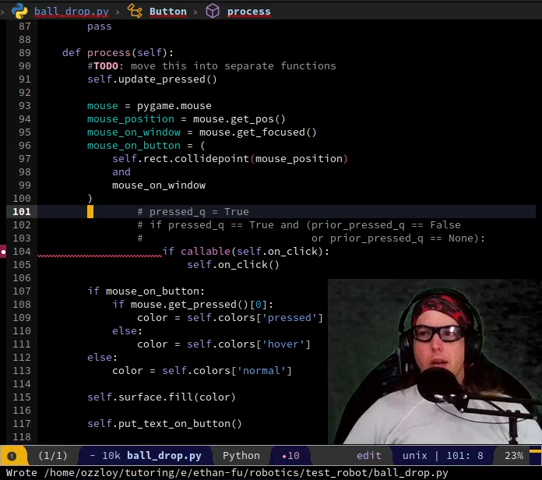 ball_drop.py > Button > process
87 pass
88
89 def process(self):
90 #TODO: move this into separate functions
91 self.update_pressed()
92
93 mouse = pygame.mouse
94 mouse_position = mouse.get_pos()
95 mouse_on_window = mouse.get_focused()
96 mouse_on_button = (
97 self.rect.collidepoint(mouse_position)
98 and
99 mouse_on_window
100 )
101 # pressed_q = True
102 # if pressed_q == True and (prior_pressed_q == False
103 # or prior_pressed_q == None):
104 if callable(self.on_click):
105 self.on_click()
106
107 if mouse_on_button:
108 if mouse.get_pressed()[0]:
109 color = self.colors['pressed']
110 else:
111 color = self.colors['hover']
112 else:
113 color = self.colors['normal']
114
115 self.surface.fill(color)
116
117 self.put_text_on_button()
118
(1/1) - 10k ball_drop.py Python •10 edit unix | 101: 8 23%
Wrote /home/ozzloy/tutoring/e/ethan-fu/robotics/test_robot/ball_drop.py